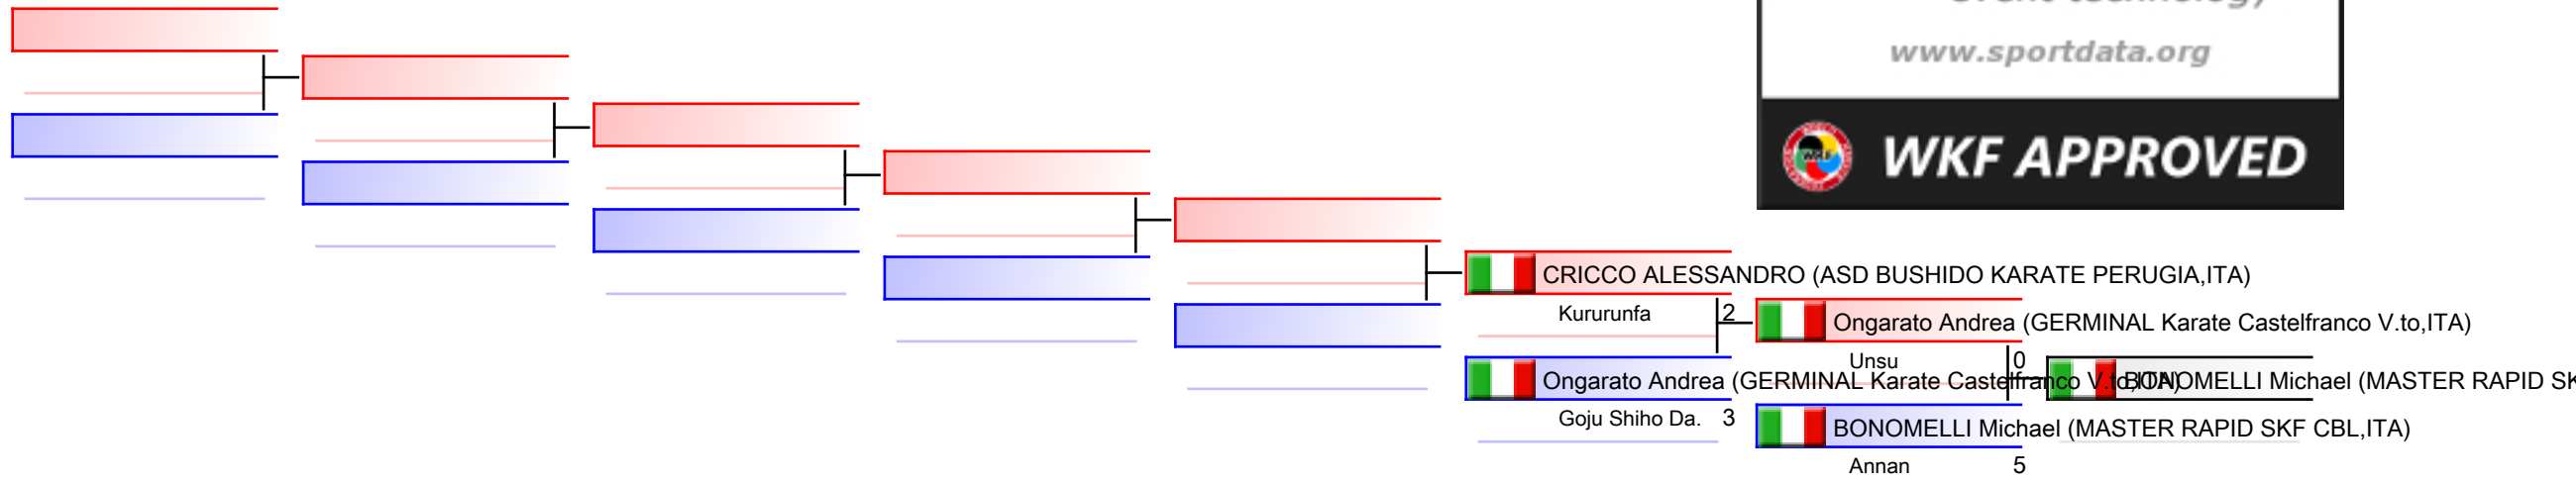 www.sportdata.org
WKF APPROVED
CRICCO ALESSANDRO (ASD BUSHIDO KARATE PERUGIA,ITA)
Kururunfa 2
Ongarato Andrea (GERMINAL Karate Castelfranco V.to,ITA)
Unsu 0
Ongarato Andrea (GERMINAL Karate Castelfranco V.to,ITA)
BONOMELLI Michael (MASTER RAPID SK
Goju Shiho Da. 3
BONOMELLI Michael (MASTER RAPID SKF CBL,ITA)
Annan 5